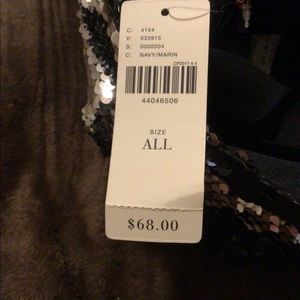 C: 4154
V: 033915
S: 0000004
C: NAVY/MARIN
CP2017 4 4
44046506
SIZE
ALL
$68.00